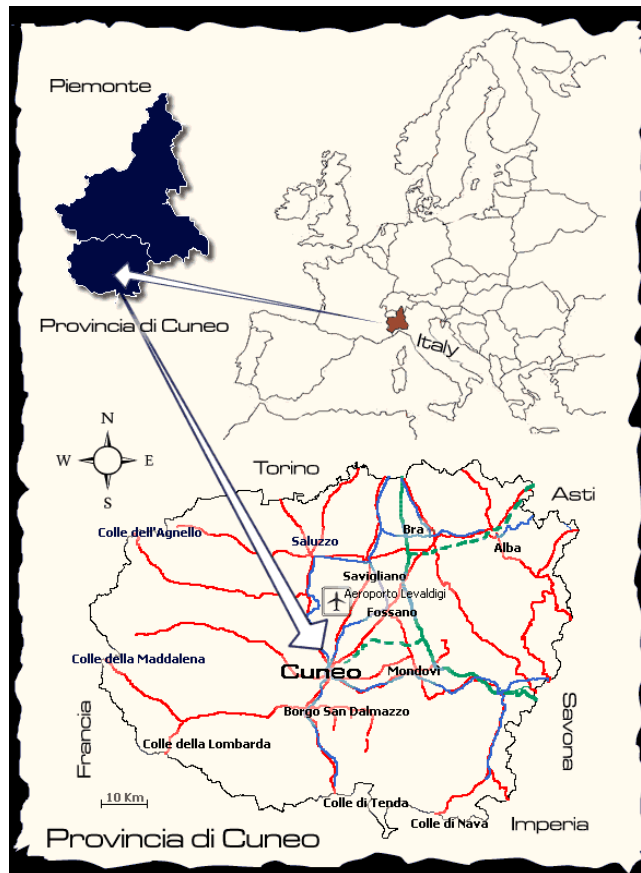 Piemonte
Provincia di Cuneo
Italy
N
W E
S
Torino
Asti
Colle dell'Agnello
Saluzzo
Bra
Alba
Savigliano
Aeroporto Levaldigi
Fossano
Colle della Maddalena
Cuneo
Mondovì
Borgo San Dalmazzo
Francia
Savona
Colle della Lombarda
10 Km
Colle di Tenda
Colle di Nava
Imperia
Provincia di Cuneo